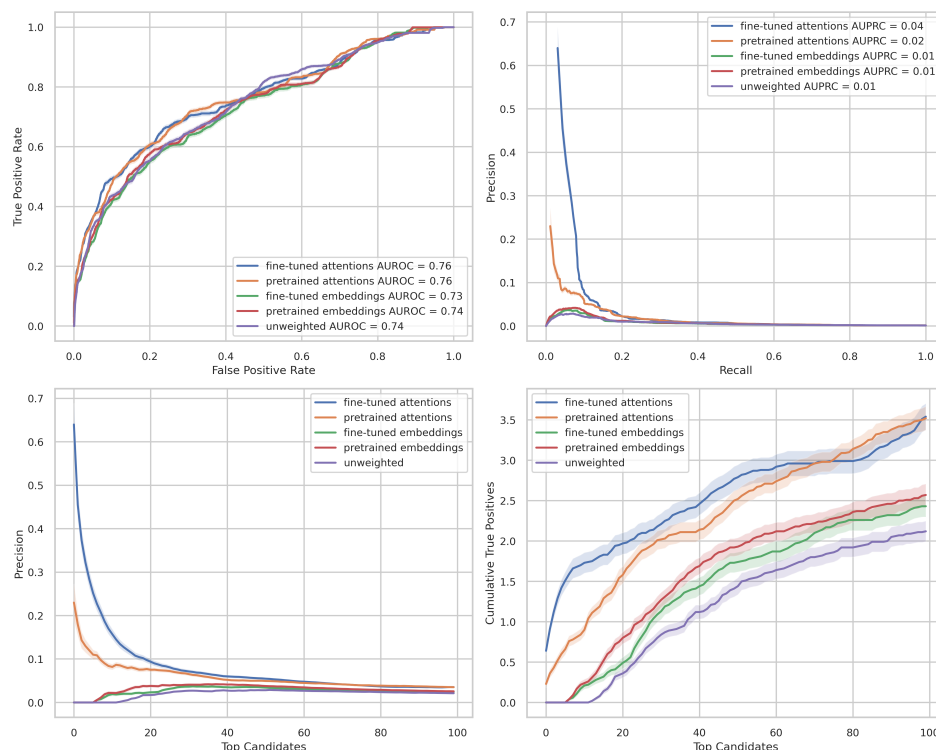 1.0
0.8
0.6
0.4
0.2
0.0
True Positive Rate
fine-tuned attentions AUROC = 0.76
pretrained attentions AUROC = 0.76
fine-tuned embeddings AUROC = 0.73
pretrained embeddings AUROC = 0.74
unweighted AUROC = 0.74
0.0 0.2 0.4 0.6 0.8 1.0
False Positive Rate
0.7
0.6
0.5
0.4
0.3
0.2
0.1
0.0
Precision
fine-tuned attentions AUPRC = 0.04
pretrained attentions AUPRC = 0.02
fine-tuned embeddings AUPRC = 0.01
pretrained embeddings AUPRC = 0.01
unweighted AUPRC = 0.01
0.0 0.2 0.4 0.6 0.8 1.0
Recall
0.7
0.6
0.5
0.4
0.3
0.2
0.1
0.0
Precision
fine-tuned attentions
pretrained attentions
fine-tuned embeddings
pretrained embeddings
unweighted
0 20 40 60 80 100
Top Candidates
3.5
3.0
2.5
2.0
1.5
1.0
0.5
0.0
Cumulative True Positives
fine-tuned attentions
pretrained attentions
fine-tuned embeddings
pretrained embeddings
unweighted
0 20 40 60 80 100
Top Candidates